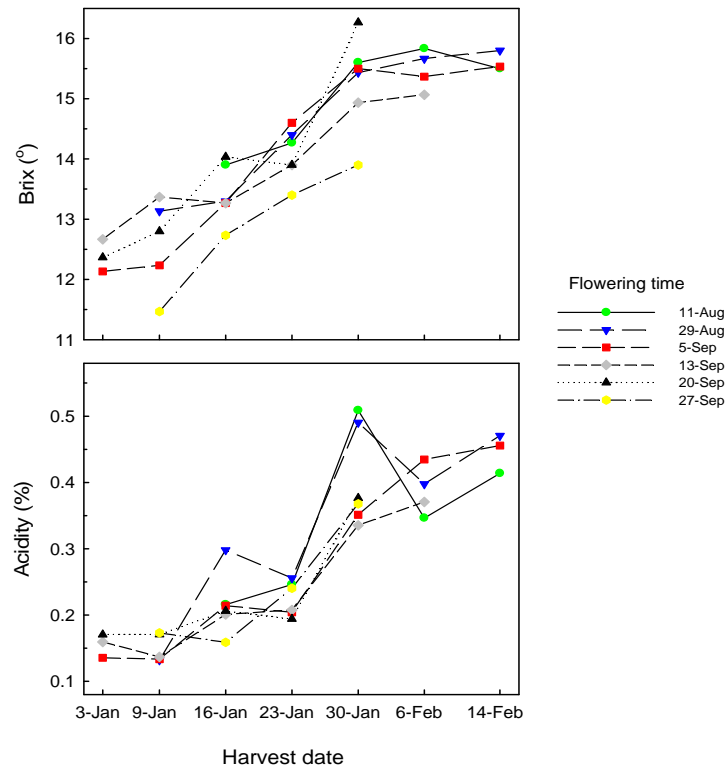 16
15
14
13
12
11
Brix (°)
Flowering time
11-Aug
29-Aug
5-Sep
13-Sep
20-Sep
27-Sep
0.5
0.4
0.3
0.2
0.1
Acidity (%)
3-Jan 9-Jan 16-Jan 23-Jan 30-Jan 6-Feb 14-Feb
Harvest date